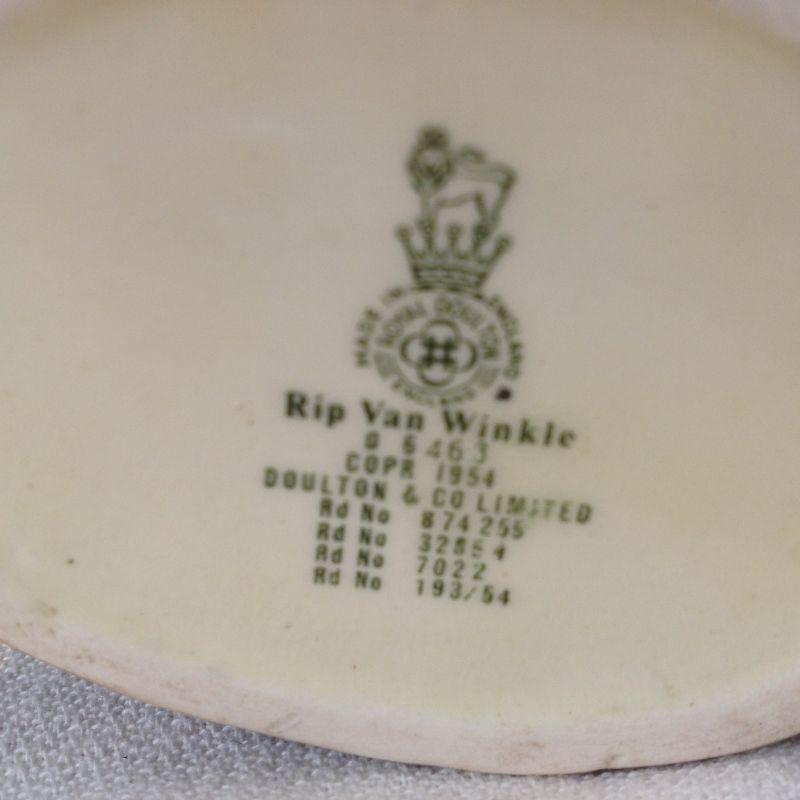 MADE IN ENGLAND
ROYAL DOULTON
ENGLAND
Rip Van Winkle
D 6463
COPR 1954
DOULTON & CO LIMITED
Rd No 874255
Rd No 32864
Rd No 7022
Rd No 193/54